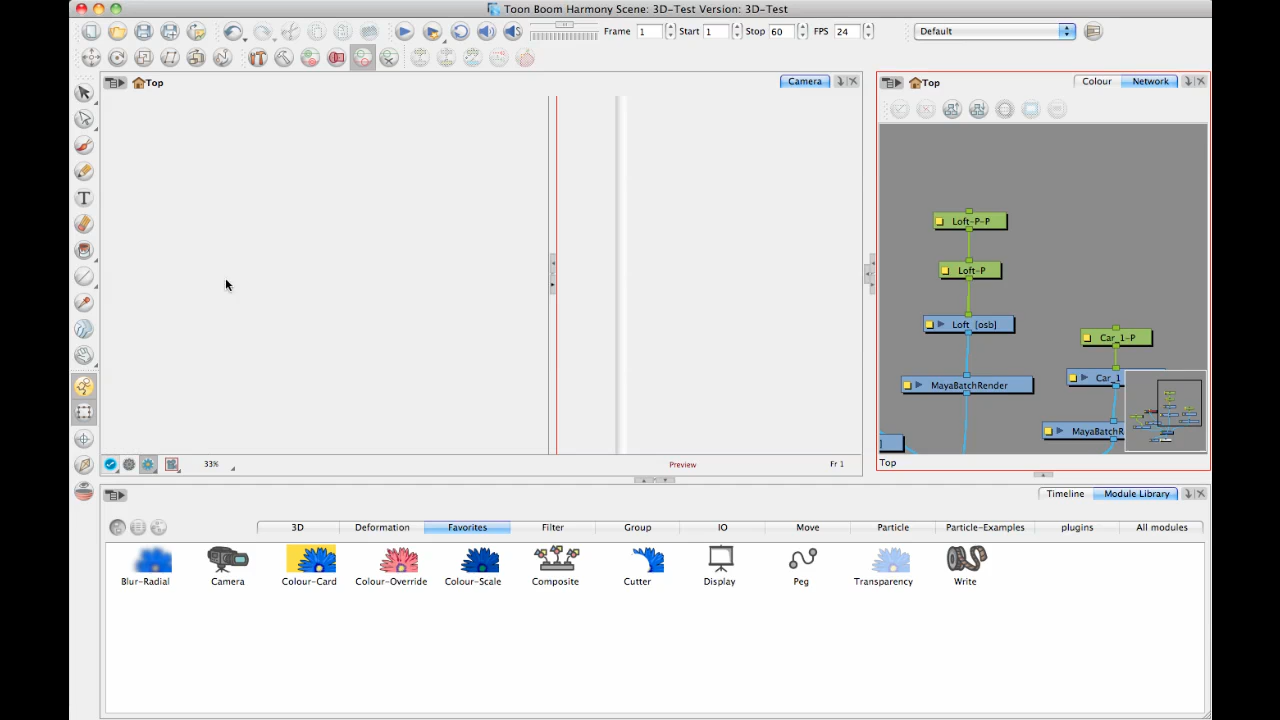 Toon Boom Harmony Scene: 3D-Test Version: 3D-Test
Frame 1 Start 1 Stop 60 FPS 24 Default
Top Camera
Top Colour Network
Loft-P-P
Loft-P
Loft [osb]
Car_1-P
Car_1
MayaBatchRender
MayaBatchR
33% Preview Fr 1
Top
Timeline Module Library
3D Deformation Favorites Filter Group IO Move Particle Particle-Examples plugins All modules
Blur-Radial Camera Colour-Card Colour-Override Colour-Scale Composite Cutter Display Peg Transparency Write